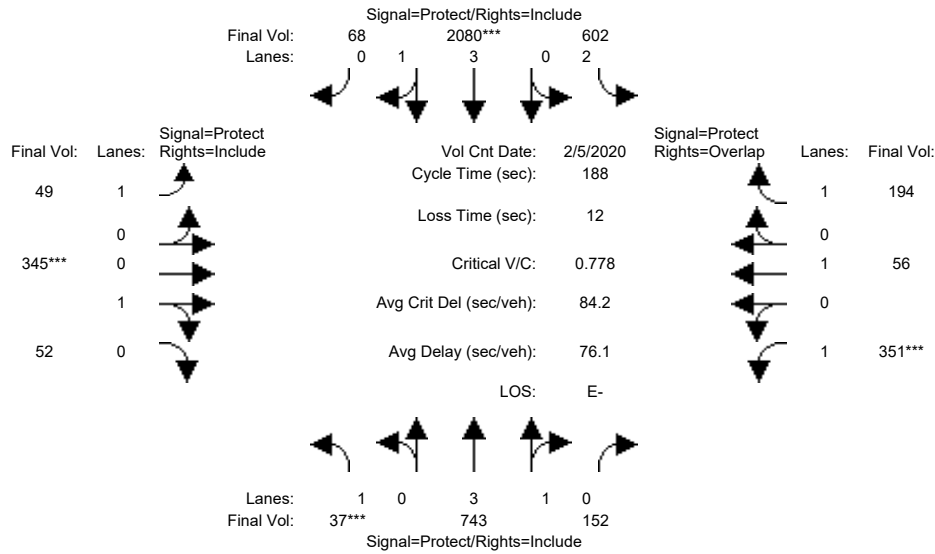 Signal=Protect/Rights=Include
Final Vol: 68 2080*** 602
Lanes: 0 1 3 0 2
Signal=Protect
Final Vol: Lanes: Rights=Include
Vol Cnt Date: 2/5/2020
Signal=Protect
Rights=Overlap Lanes: Final Vol:
Cycle Time (sec): 188
49 1
1 194
Loss Time (sec): 12
0
0
345*** 0
Critical V/C: 0.778
1 56
1
Avg Crit Del (sec/veh): 84.2
0
52 0
Avg Delay (sec/veh): 76.1
1 351***
LOS: E-
Lanes: 1 0 3 1 0
Final Vol: 37*** 743 152
Signal=Protect/Rights=Include